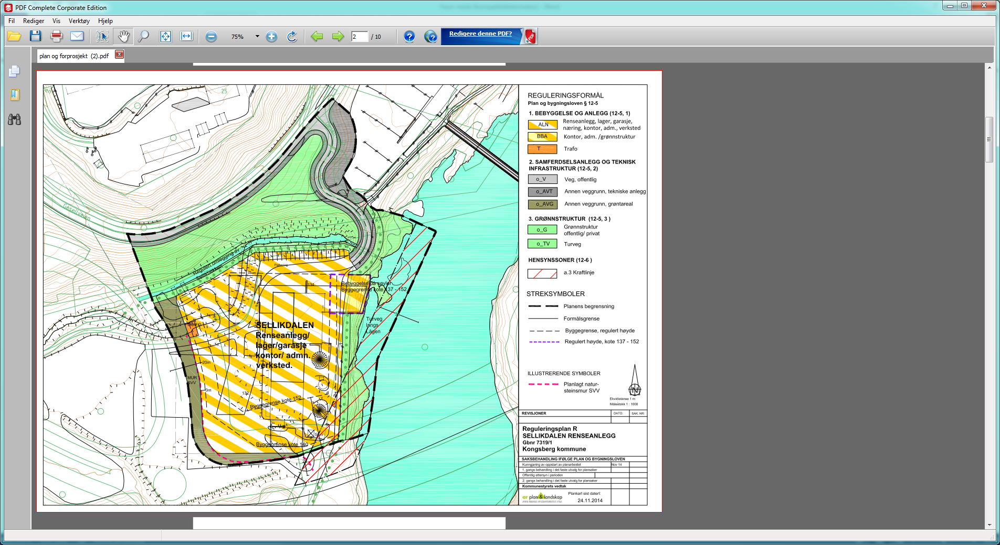 PDF Complete Corporate Edition
Fil Rediger Vis Verktøy Hjelp
75% 2 / 10 Redigere denne PDF? PDF
plan og forprosjekt (2).pdf
25
Gesellveien
Regulert omlegging av
Sellikbekken
Parkering
134
Bebyggelse på søyler
Byggegrense kote 137 - 152
Turveg
langs
Lågen
TRAFO
SELLIKDALEN
Renseanlegg/
lager/garasje
kontor/ admn.
verksted.
20m
MUR
SVV
3m
132
Byggegrense kote 152
Byggegrense kote 140
REGULERINGSFORMÅL
Plan og bygningsloven § 12-5
1. BEBYGGELSE OG ANLEGG (12-5, 1)
ALN Renseanlegg, lager, garasje,
næring, kontor, adm., verksted
BBA Kontor, adm. /grønnstruktur
T Trafo
2. SAMFERDSELSANLEGG OG TEKNISK
INFRASTRUKTUR (12-5, 2)
o_V Veg, offentlig
o_AVT Annen veggrunn, tekniske anlegg
o_AVG Annen veggrunn, grøntareal
3. GRØNNSTRUKTUR (12-5, 3 )
o_G Grønnstruktur
offentlig/ privat
o_TV Turveg
HENSYNSSONER (12-6 )
a.3 Kraftlinje
STREKSYMBOLER
Planens begrensning
Formålsgrense
Byggegrense, regulert høyde
Regulert høyde, kote 137 - 152
ILLUSTRERENDE SYMBOLER
Planlagt natur-
steinsmur SVV
N
Ekvidistanse 1 m
Målestokk 1 : 1000
REVISJONER DATO: SAK. NR:
Reguleringsplan R
SELLIKDALEN RENSEANLEGG
Gbnr 7319/1
Kongsberg kommune
SAKSBEHANDLING IFØLGE PLAN OG BYGNINGSLOVEN
Kunngjøring av oppstart av planarbeidet Nov 14
1. gangs behandling i det faste utvalg for plansaker
Offentlig ettersyn i perioden
2. gangs behandling i det faste utvalg for plansaker
Kommunestyrets vedtak
ar plan&landskap
Plankart sist datert:
24.11.2014